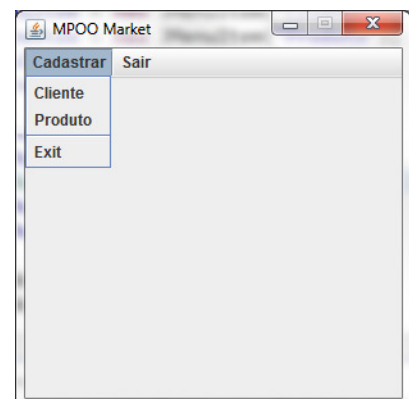 MPOO Market
Cadastrar Sair
Cliente
Produto
Exit